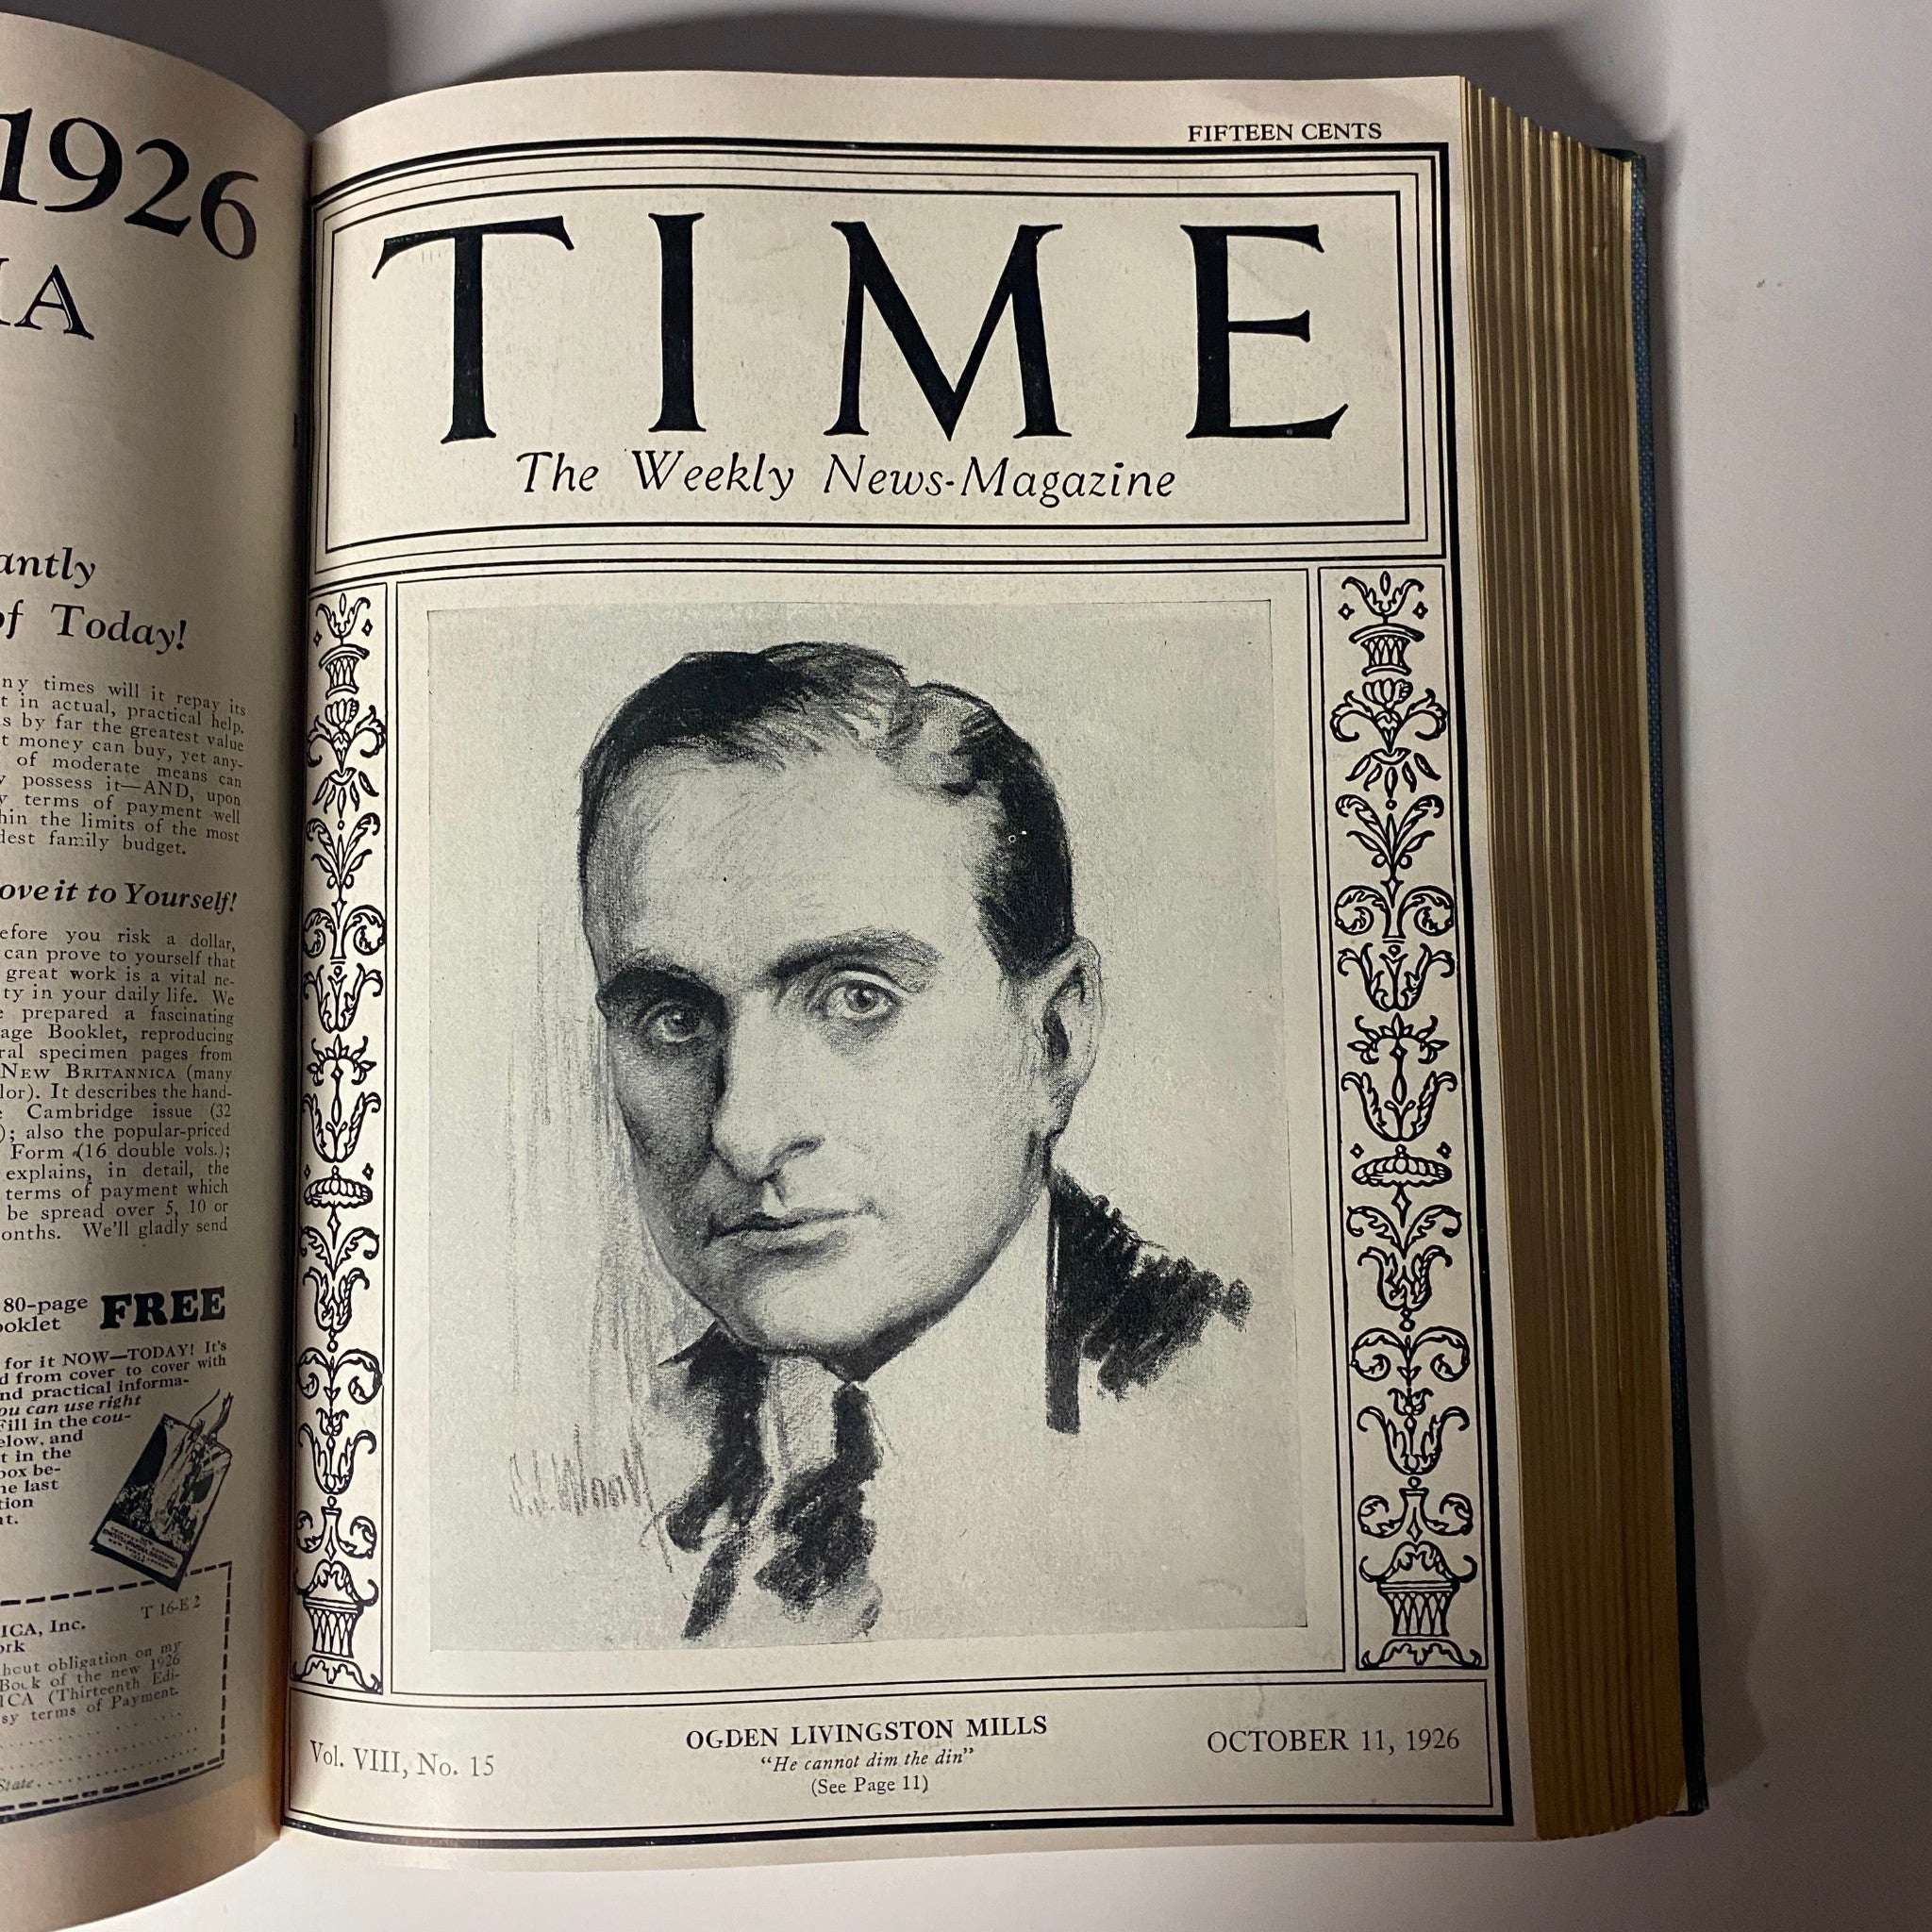 1926
IA
antly
of Today!
ny times will it repay its
t in actual, practical help.
s by far the greatest value
t money can buy, yet any-
of moderate means can
y possess it—AND, upon
y terms of payment well
hin the limits of the most
dest family budget.
ove it to Yourself!
efore you risk a dollar,
can prove to yourself that
great work is a vital ne-
ty in your daily life. We
e prepared a fascinating
age Booklet, reproducing
ral specimen pages from
NEW BRITANNICA (many
lor). It describes the hand-
e Cambridge issue (32
); also the popular-priced
Form (16 double vols.);
explains, in detail, the
terms of payment which
be spread over 5, 10 or
onths. We'll gladly send
80-page
ooklet FREE
for it NOW—TODAY! It's
d from cover to cover with
nd practical informa-
ou can use right
Fill in the cou-
elow, and
t in the
box be-
he last
tion
nt.
T 16-E 2
ICA, Inc.
ork
hout obligation on my
Book of the new 1926
ICA (Thirteenth Edi-
sy terms of Payment.
State
FIFTEEN CENTS
TIME
The Weekly News-Magazine
Vol. VIII, No. 15
OGDEN LIVINGSTON MILLS
"He cannot dim the din"
(See Page 11)
OCTOBER 11, 1926